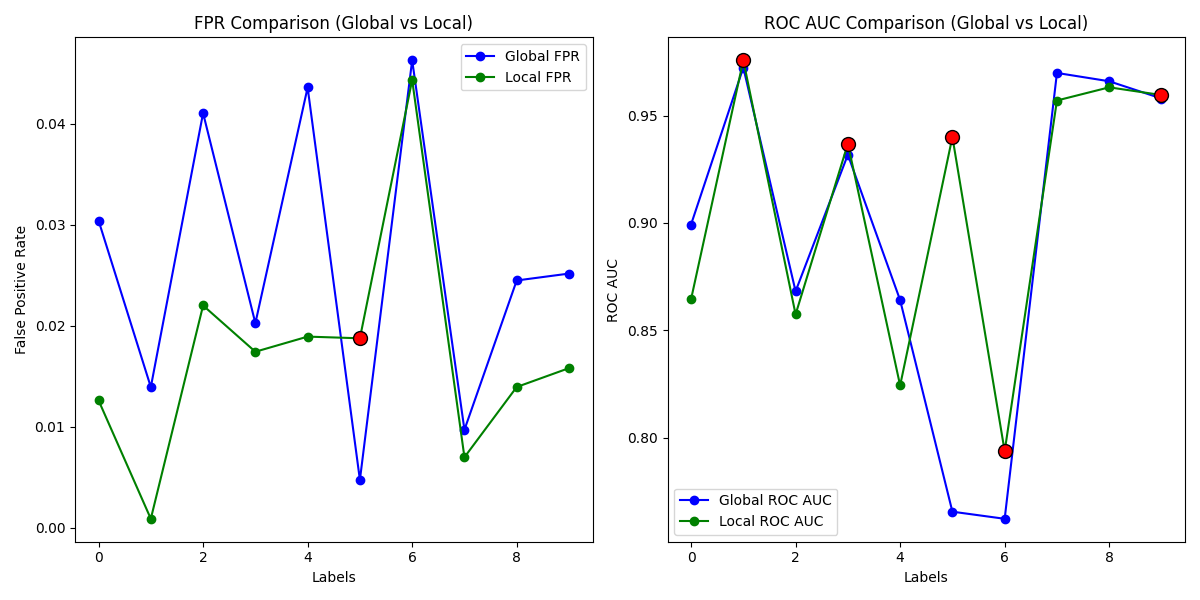 FPR Comparison (Global vs Local)
Global FPR
Local FPR
0.04
0.03
0.02
0.01
0.00
False Positive Rate
0 2 4 6 8
Labels
ROC AUC Comparison (Global vs Local)
0.95
0.90
0.85
0.80
ROC AUC
Global ROC AUC
Local ROC AUC
0 2 4 6 8
Labels